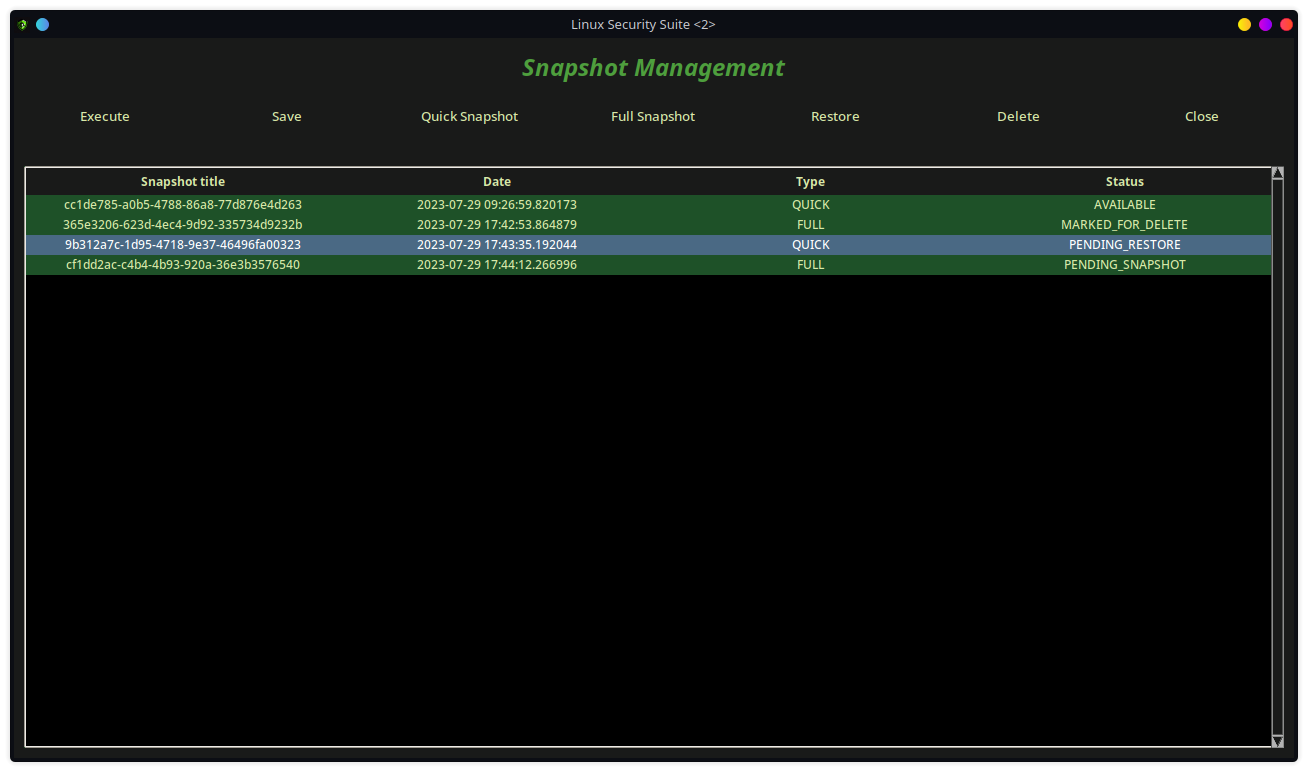 Linux Security Suite <2>
Snapshot Management
Execute Save Quick Snapshot Full Snapshot Restore Delete Close
Snapshot title Date Type Status
cc1de785-a0b5-4788-86a8-77d876e4d263 2023-07-29 09:26:59.820173 QUICK AVAILABLE
365e3206-623d-4ec4-9d92-335734d9232b 2023-07-29 17:42:53.864879 FULL MARKED_FOR_DELETE
9b312a7c-1d95-4718-9e37-46496fa00323 2023-07-29 17:43:35.192044 QUICK PENDING_RESTORE
cf1dd2ac-c4b4-4b93-920a-36e3b3576540 2023-07-29 17:44:12.266996 FULL PENDING_SNAPSHOT